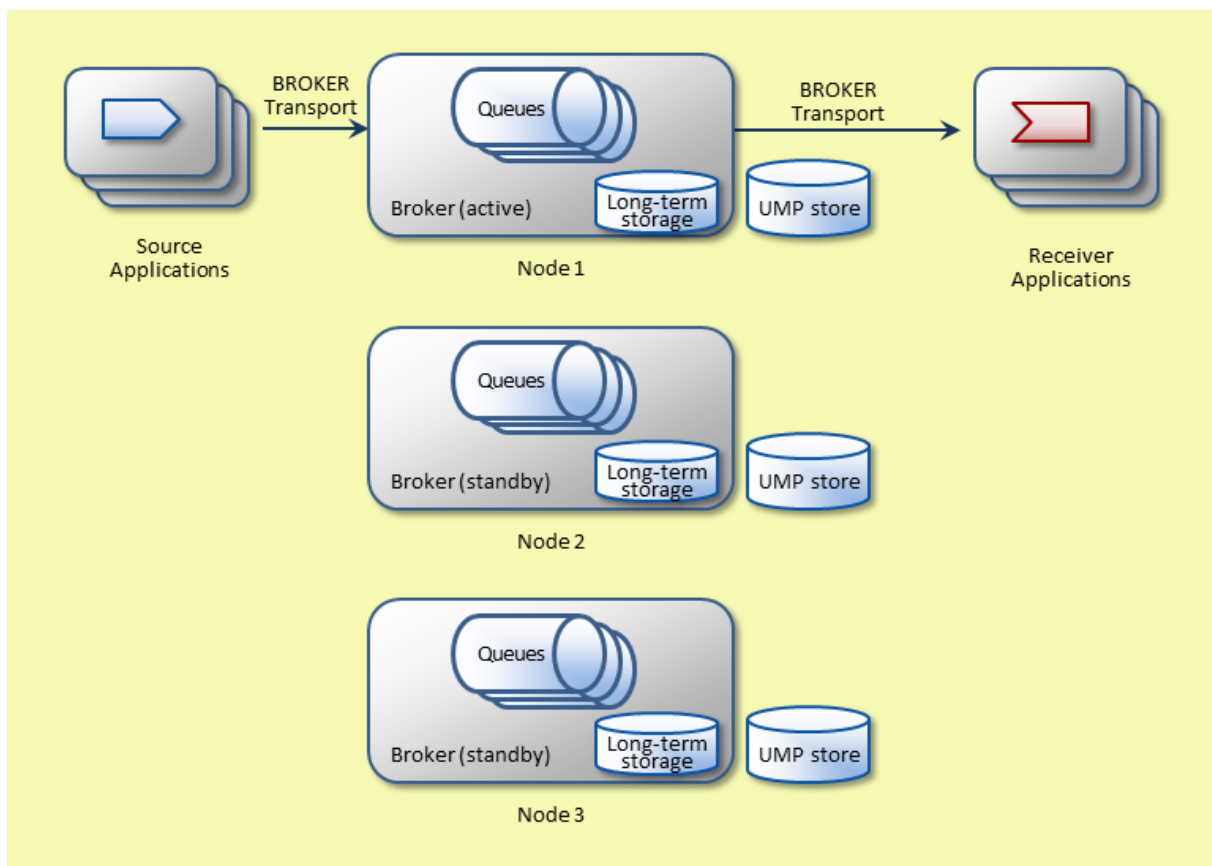 BROKER
Transport
Queues
Broker (active)
Long-term
storage
UMP store
BROKER
Transport
Source
Applications
Node 1
Receiver
Applications
Queues
Broker (standby)
Long-term
storage
UMP store
Node 2
Queues
Broker (standby)
Long-term
storage
UMP store
Node 3